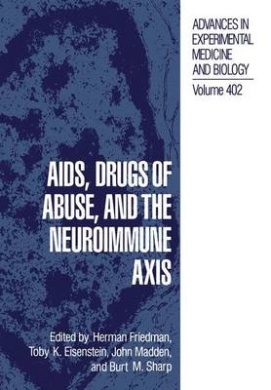 ADVANCES IN
EXPERIMENTAL
MEDICINE
AND BIOLOGY
Volume 402
AIDS, DRUGS OF
ABUSE, AND THE
NEUROIMMUNE
AXIS
Edited by Herman Friedman,
Toby K. Eisenstein, John Madden,
and Burt M. Sharp